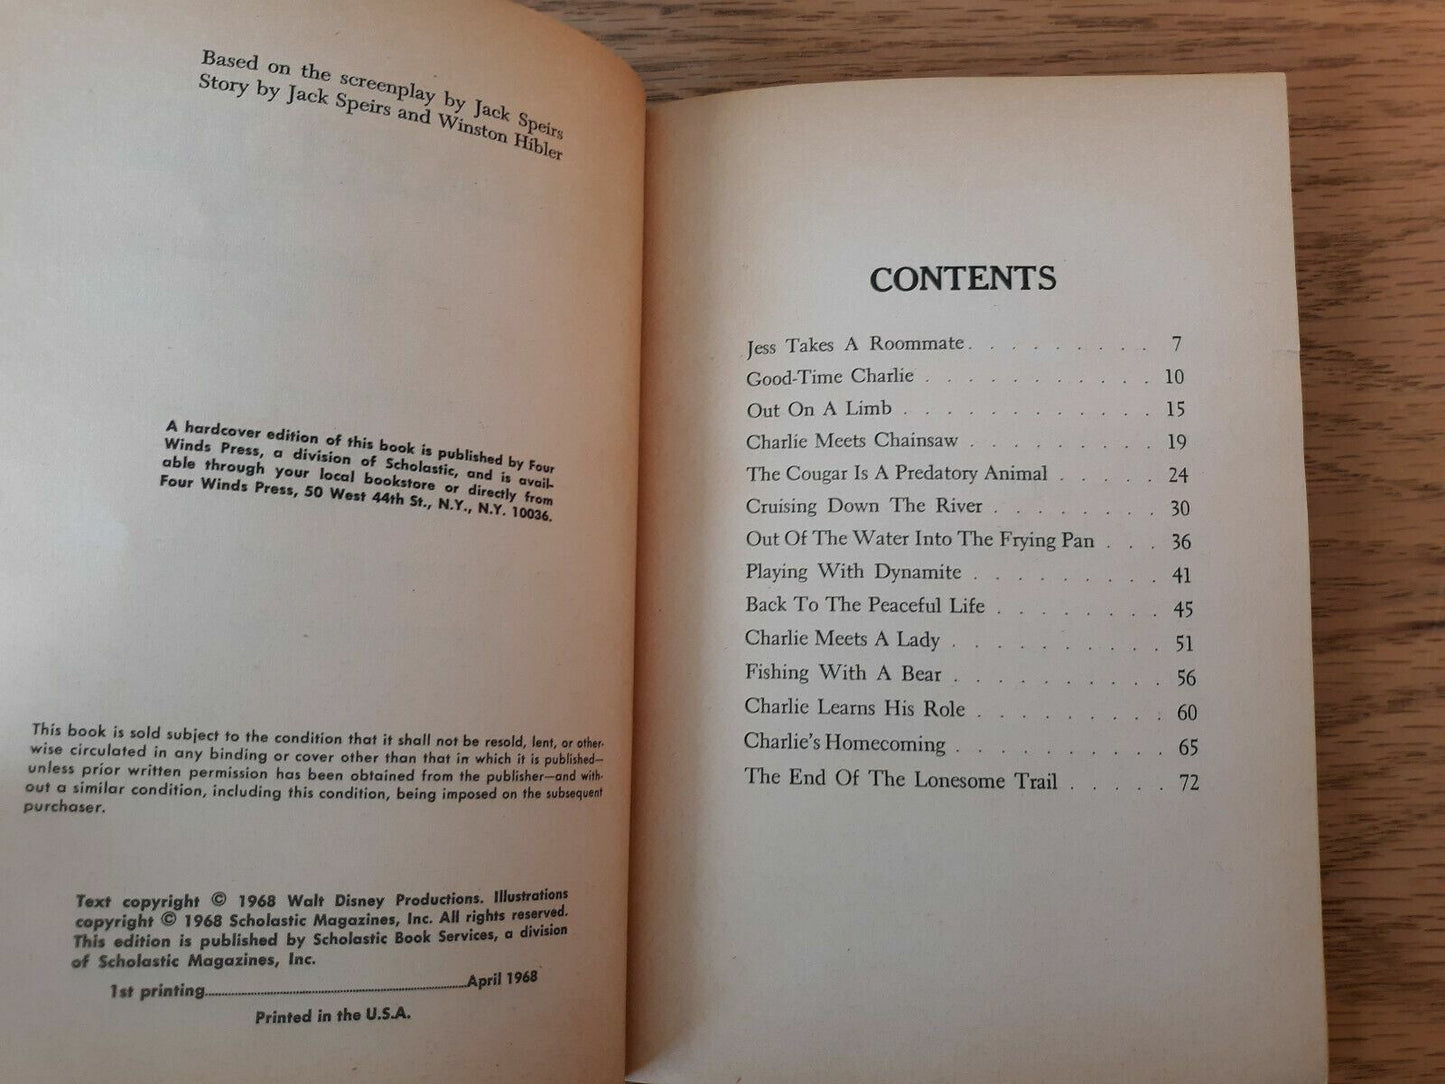 Based on the screenplay by Jack Speirs
Story by Jack Speirs and Winston Hibler
A hardcover edition of this book is published by Four
Winds Press, a division of Scholastic, and is avail-
able through your local bookstore or directly from
Four Winds Press, 50 West 44th St., N.Y., N.Y. 10036.
This book is sold subject to the condition that it shall not be resold, lent, or other-
wise circulated in any binding or cover other than that in which it is published—
unless prior written permission has been obtained from the publisher—and with-
out a similar condition, including this condition, being imposed on the subsequent
purchaser.
Text copyright © 1968 Walt Disney Productions. Illustrations
copyright © 1968 Scholastic Magazines, Inc. All rights reserved.
This edition is published by Scholastic Book Services, a division
of Scholastic Magazines, Inc.
1st printing..........April 1968
Printed in the U.S.A.
CONTENTS
Jess Takes A Roommate . . . . . . . . . 7
Good-Time Charlie . . . . . . . . . . . 10
Out On A Limb . . . . . . . . . . . . 15
Charlie Meets Chainsaw . . . . . . . . . 19
The Cougar Is A Predatory Animal . . . . . 24
Cruising Down The River . . . . . . . . 30
Out Of The Water Into The Frying Pan . . . 36
Playing With Dynamite . . . . . . . . . 41
Back To The Peaceful Life . . . . . . . . 45
Charlie Meets A Lady . . . . . . . . . . 51
Fishing With A Bear . . . . . . . . . . 56
Charlie Learns His Role . . . . . . . . . 60
Charlie's Homecoming . . . . . . . . . . 65
The End Of The Lonesome Trail . . . . . 72